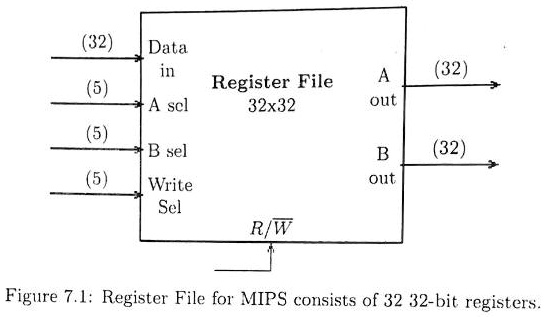 (32)
Data
in
(5)
A sel
(5)
B sel
(5)
Write
Sel
Register File
32x32
A
out
(32)
B
out
(32)
R/W̅
Figure 7.1: Register File for MIPS consists of 32 32-bit registers.